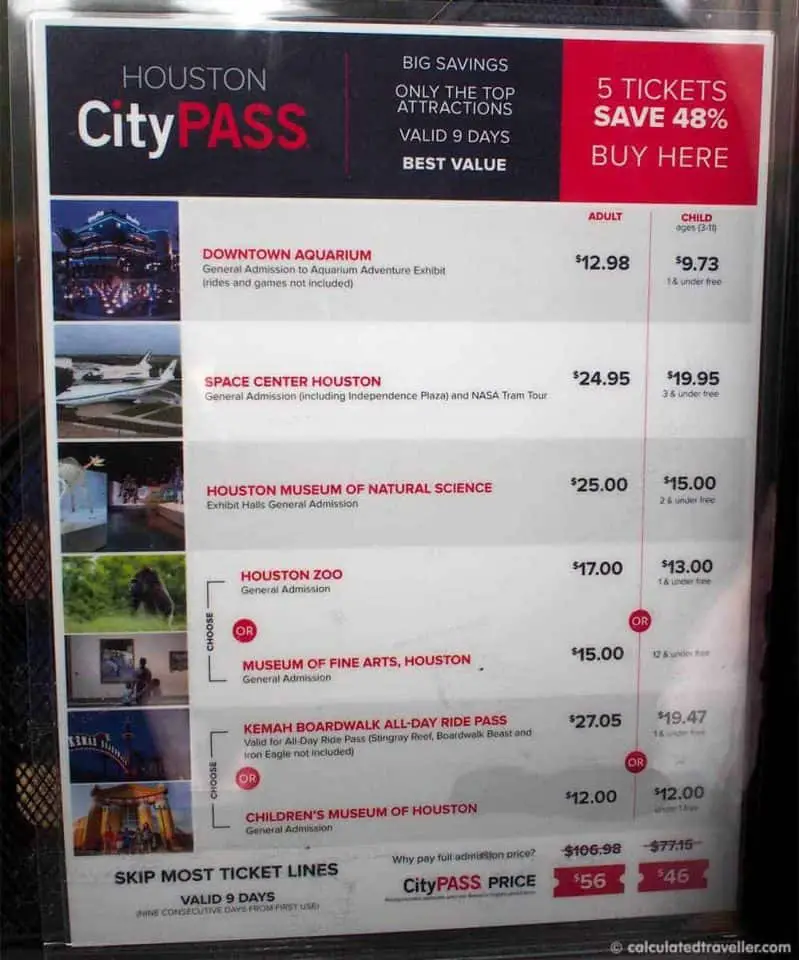 HOUSTON
CityPASS
BIG SAVINGS
ONLY THE TOP
ATTRACTIONS
VALID 9 DAYS
BEST VALUE
5 TICKETS
SAVE 48%
BUY HERE
ADULT
CHILD
ages (3-11)
DOWNTOWN AQUARIUM
General Admission to Aquarium Adventure Exhibit
(rides and games not included)
$12.98
$9.73
1 & under free
SPACE CENTER HOUSTON
General Admission (including Independence Plaza) and NASA Tram Tour
$24.95
$19.95
3 & under free
HOUSTON MUSEUM OF NATURAL SCIENCE
Exhibit Halls General Admission
$25.00
$15.00
2 & under free
CHOOSE
HOUSTON ZOO
General Admission
$17.00
$13.00
1 & under free
OR
OR
MUSEUM OF FINE ARTS, HOUSTON
General Admission
$15.00
12 & under free
CHOOSE
KEMAH BOARDWALK ALL-DAY RIDE PASS
Valid for All-Day Ride Pass (Stingray Reef, Boardwalk Beast and
Iron Eagle not included)
$27.05
$19.47
1 & under free
OR
OR
CHILDREN'S MUSEUM OF HOUSTON
General Admission
$12.00
$12.00
under 1 free
SKIP MOST TICKET LINES
VALID 9 DAYS
(NINE CONSECUTIVE DAYS FROM FIRST USE)
Why pay full admission price?
$106.98
$77.15
CityPASS PRICE
$56
$46
© calculatedtraveller.com